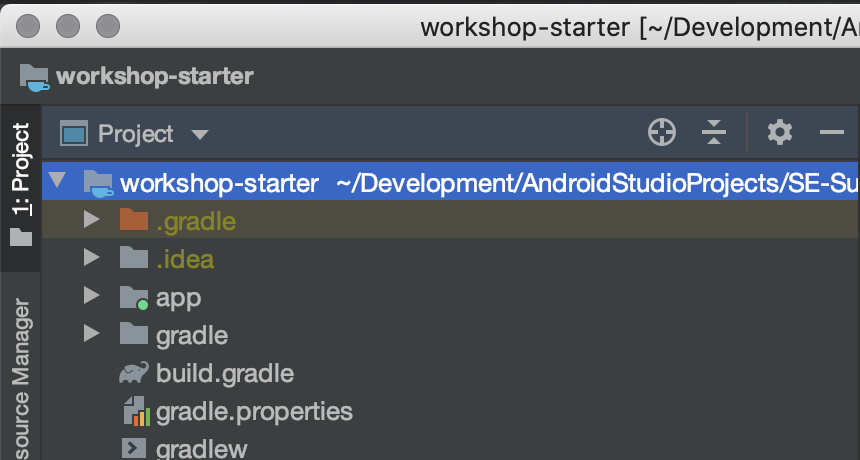 workshop-starter [~/Development/A
workshop-starter
1: Project
Project
workshop-starter ~/Development/AndroidStudioProjects/SE-Su
.gradle
.idea
app
gradle
build.gradle
gradle.properties
gradlew
source Manager